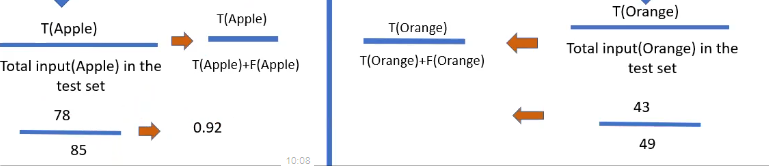 T(Apple)
Total input(Apple) in the
test set
78
85
T(Apple)
T(Apple)+F(Apple)
0.92
10:08
T(Orange)
T(Orange)+F(Orange)
T(Orange)
Total input(Orange) in the
test set
43
49